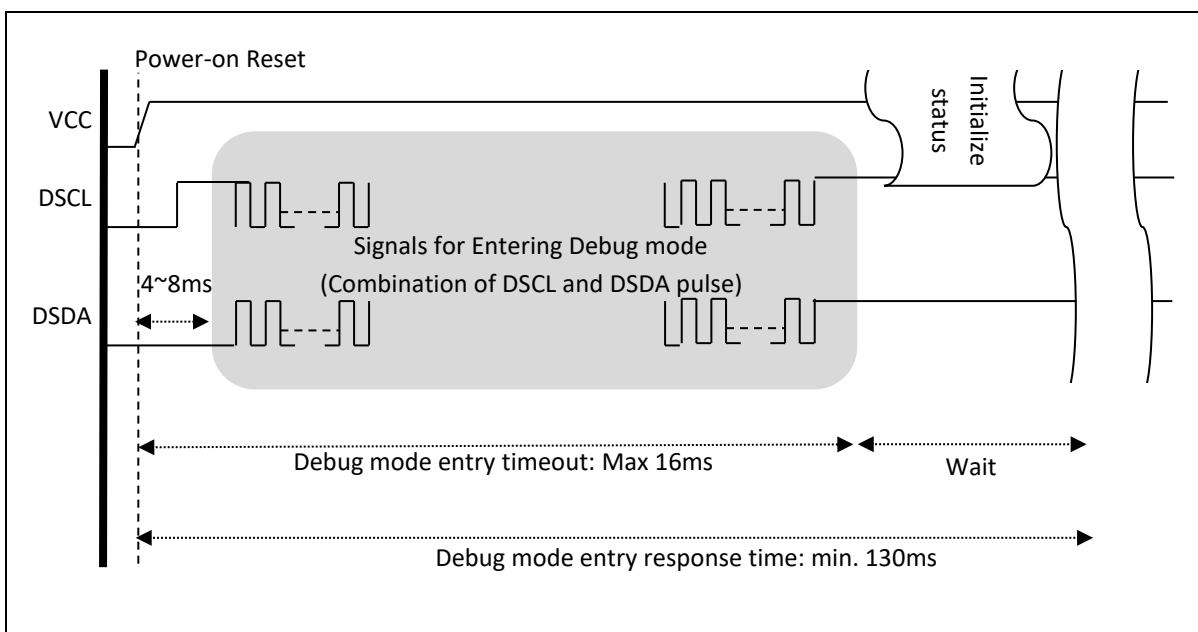 Power-on Reset
VCC
Initialize
status
DSCL
Signals for Entering Debug mode
(Combination of DSCL and DSDA pulse)
4~8ms
DSDA
Debug mode entry timeout: Max 16ms
Wait
Debug mode entry response time: min. 130ms